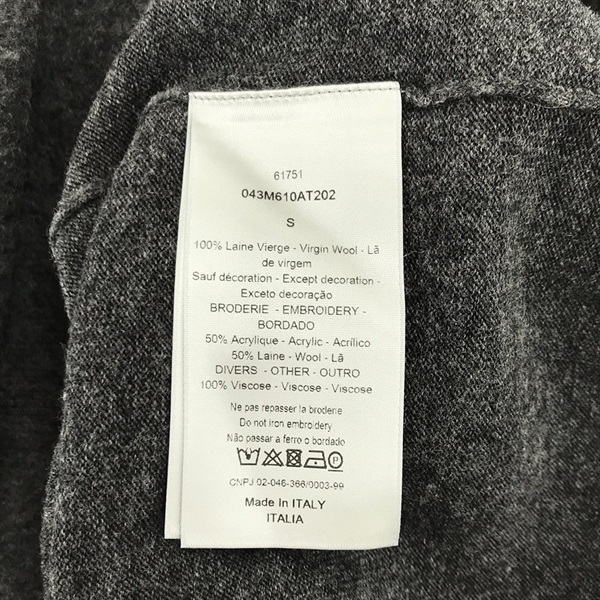 61751
043M610AT202
S
100% Laine Vierge - Virgin Wool - Lã
de virgem
Sauf décoration - Except decoration -
Exceto decoração
BRODERIE - EMBROIDERY -
BORDADO
50% Acrylique - Acrylic - Acrílico
50% Laine - Wool - Lã
DIVERS - OTHER - OUTRO
100% Viscose - Viscose - Viscose
Ne pas repasser la broderie
Do not iron embroidery
Não passar a ferro o bordado
P
CNPJ 02-046-366/0003-99
Made In ITALY
ITALIA